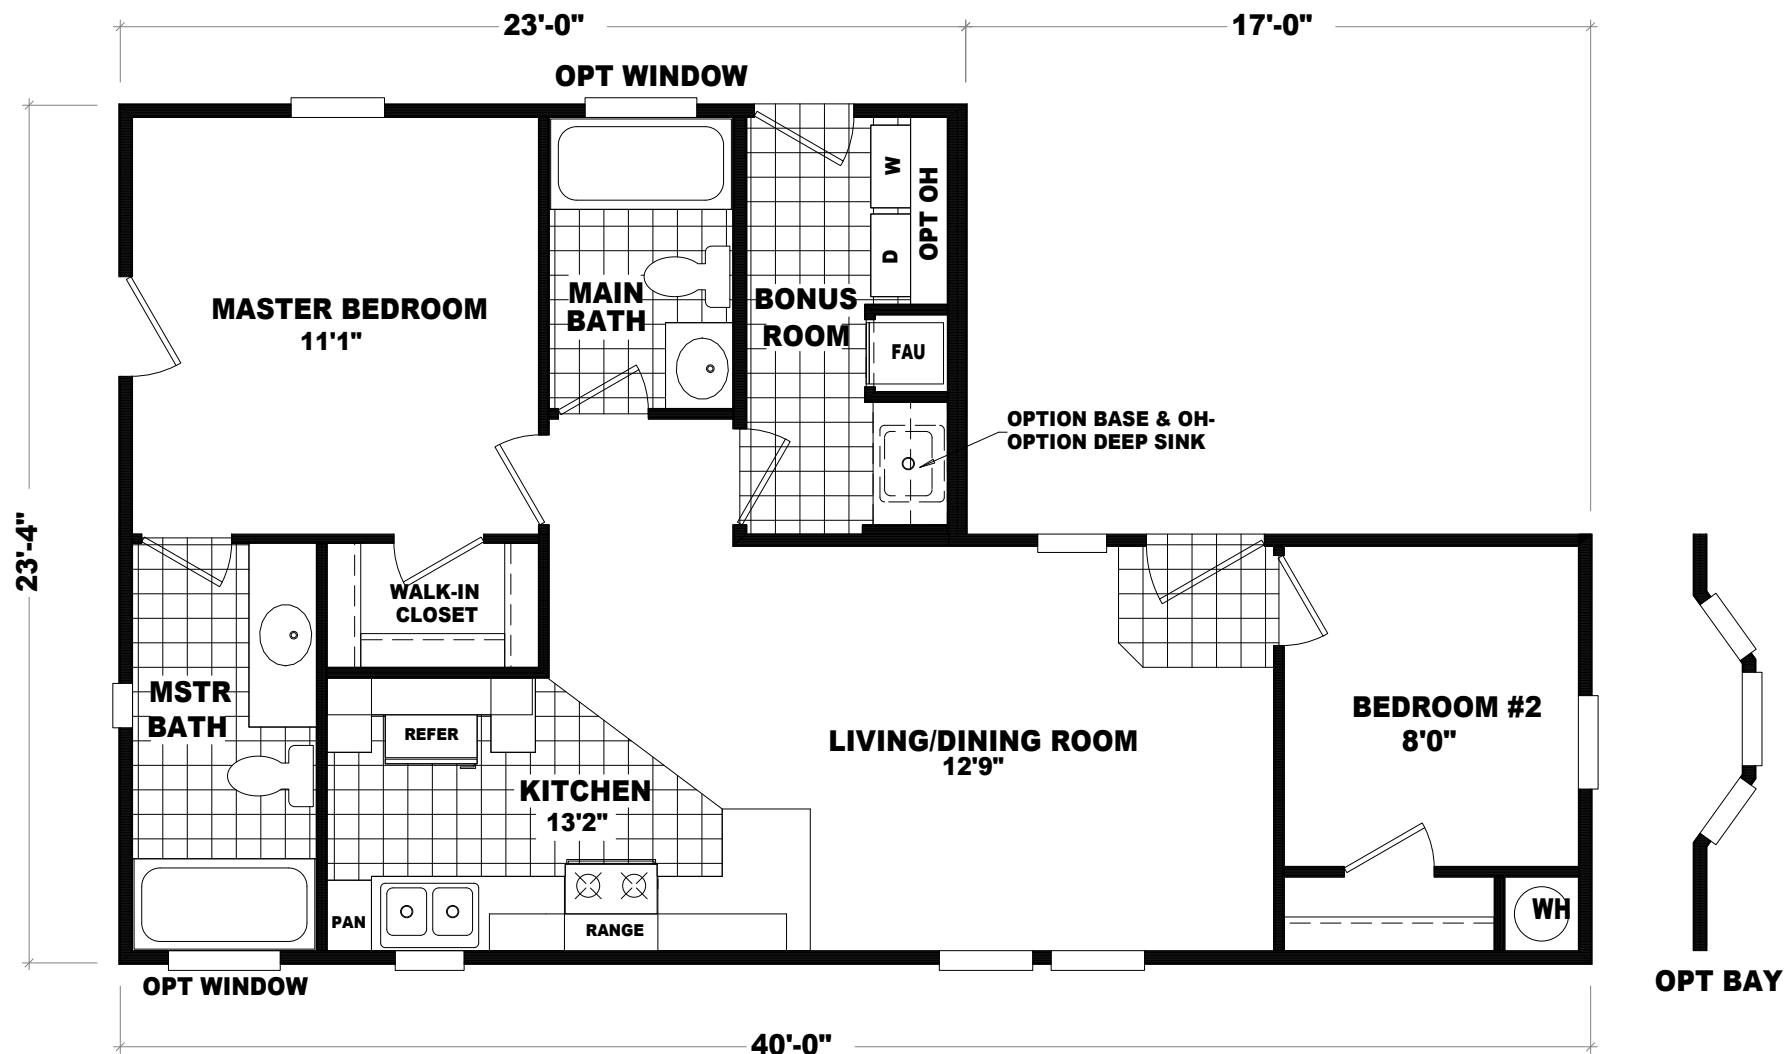 23'-0"
17'-0"
OPT WINDOW
W
OPT OH
D
MASTER BEDROOM
11'1"
MAIN
BATH
BONUS
ROOM
FAU
OPTION BASE & OH-
OPTION DEEP SINK
23'-4"
WALK-IN
CLOSET
MSTR
BATH
REFER
KITCHEN
13'2"
LIVING/DINING ROOM
12'9"
BEDROOM #2
8'0"
PAN
RANGE
WH
OPT WINDOW
OPT BAY
40'-0"